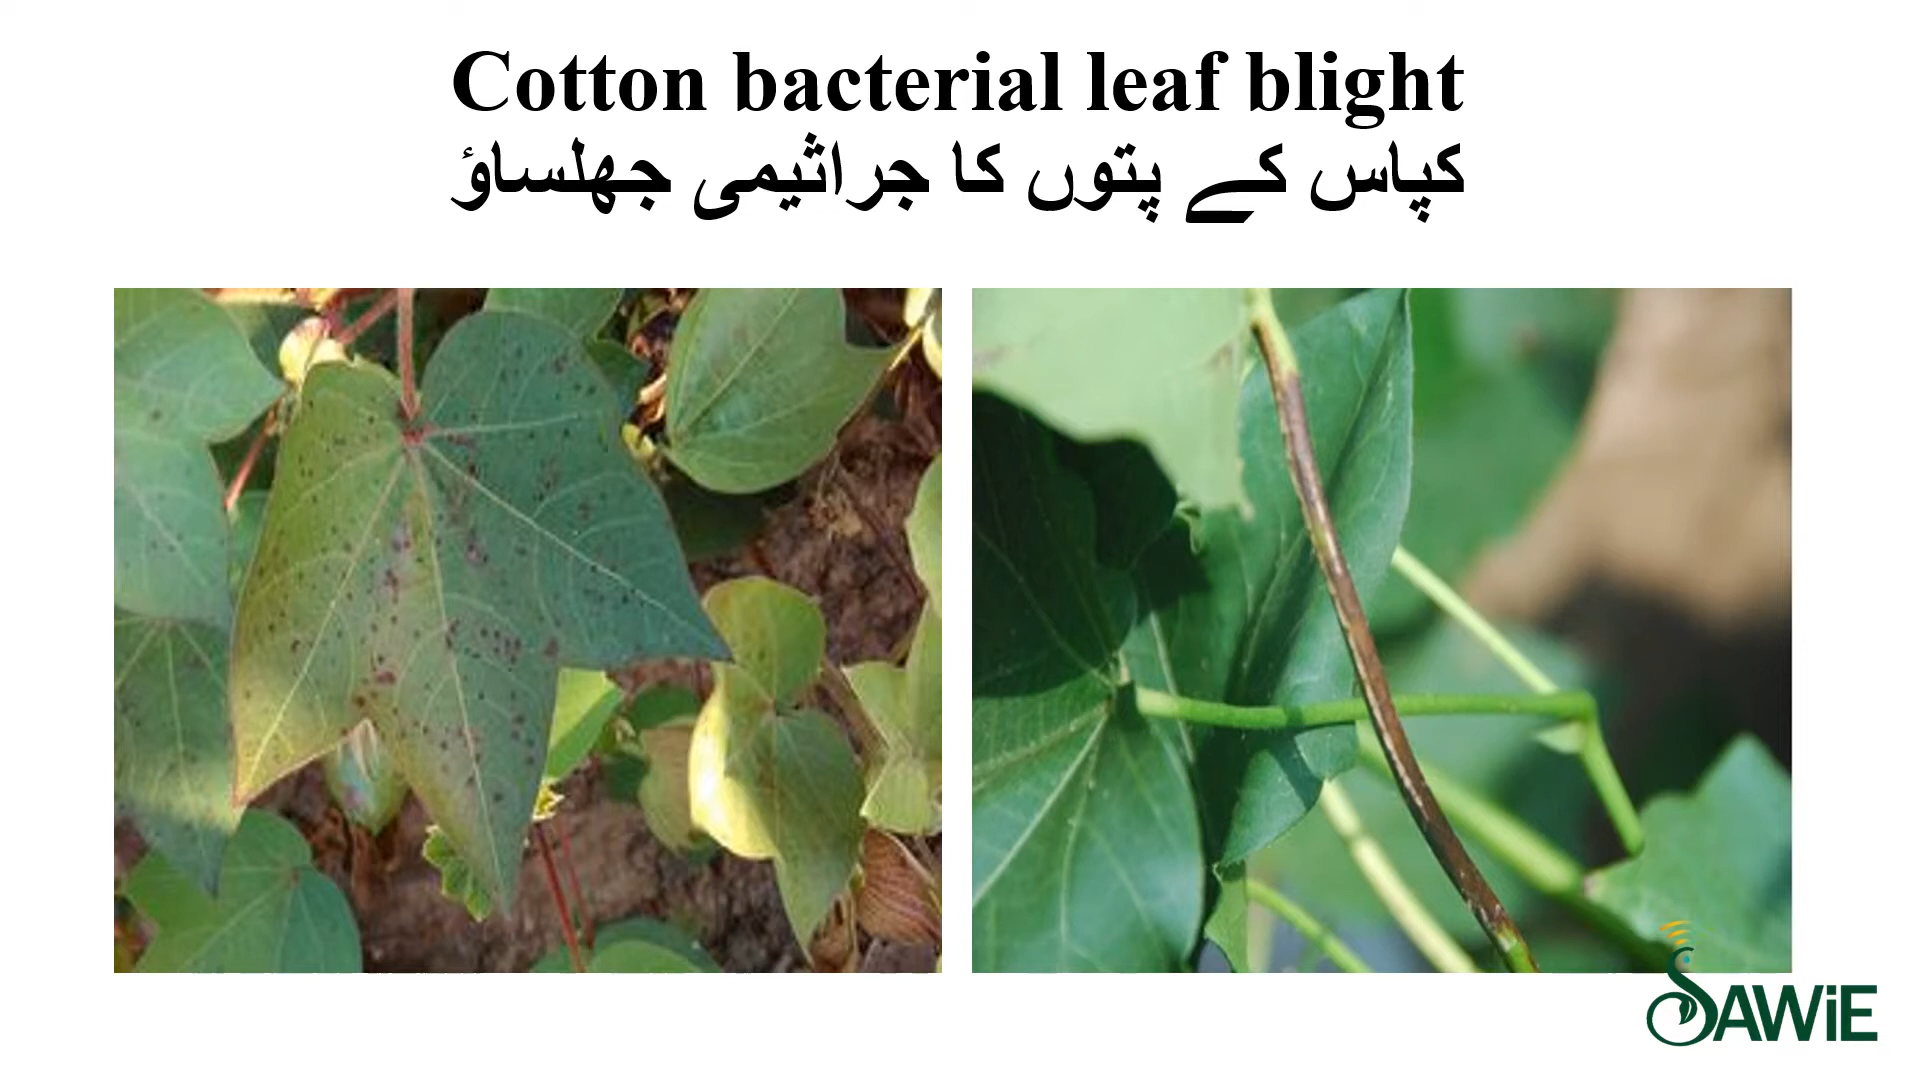 Cotton bacterial leaf blight
کپاس کے پتوں کا جراثیمی جھلساؤ
SAWiE